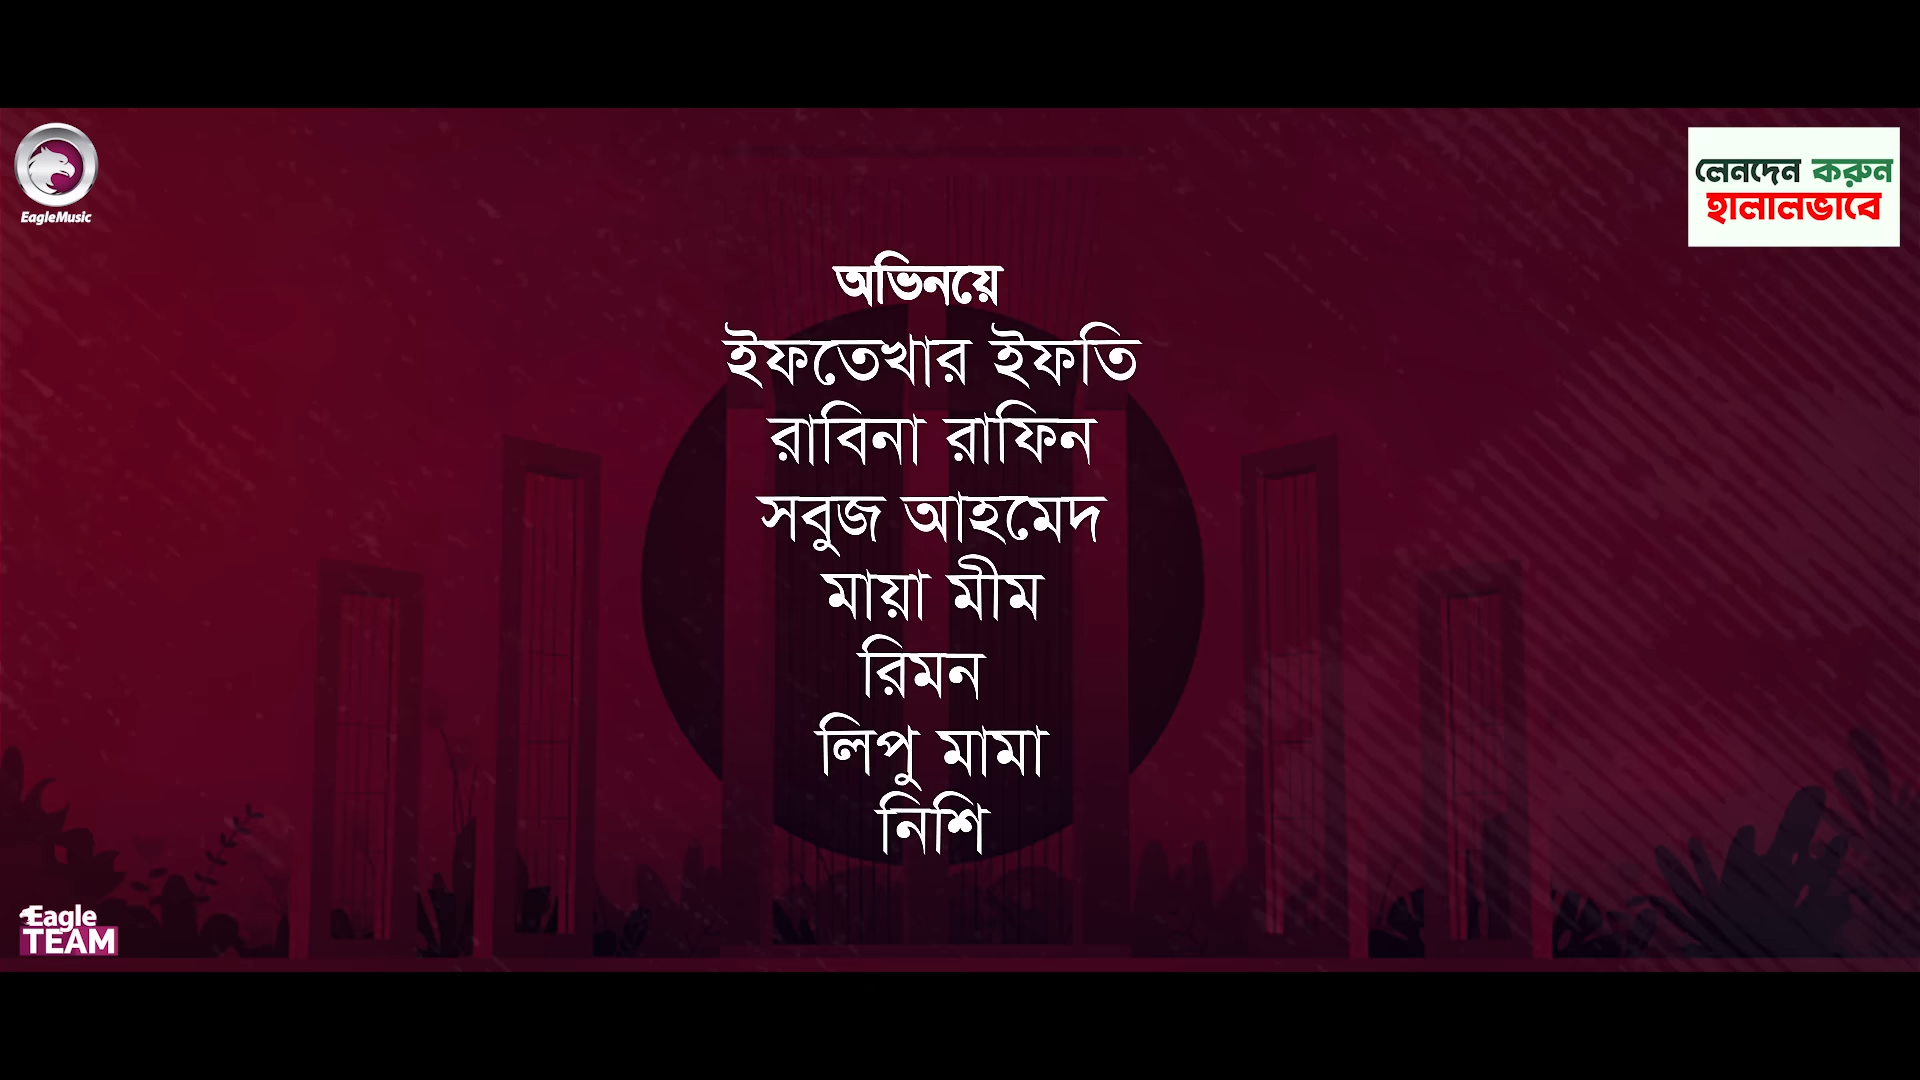 EagleMusic
লেনদেন করুন
হালালভাবে
অভিনয়ে
ইফতেখার ইফতি
রাবিনা রাফিন
সবুজ আহমেদ
মায়া মীম
রিমন
লিপু মামা
নিশি
Eagle
TEAM